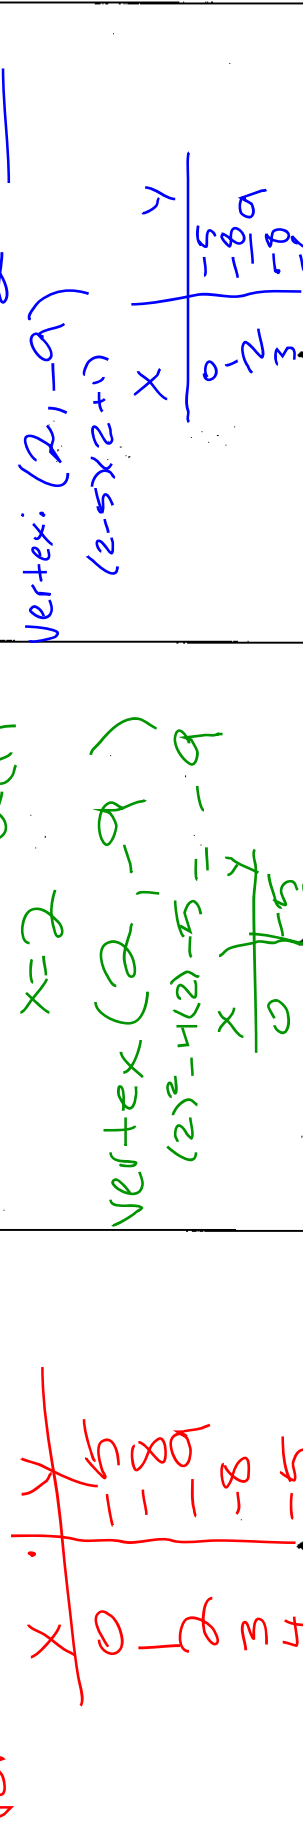 Vertex: (2, -9)
(2-5)(2+1)
X Y
0 -5
1 -8
2 -9
3 -8
x=2
Vertex (2, -9)
(2)²-4(2)-5 = -9
X Y
0 -5
X Y
0 -5
1 -8
2 -9
3 -8
4 -5